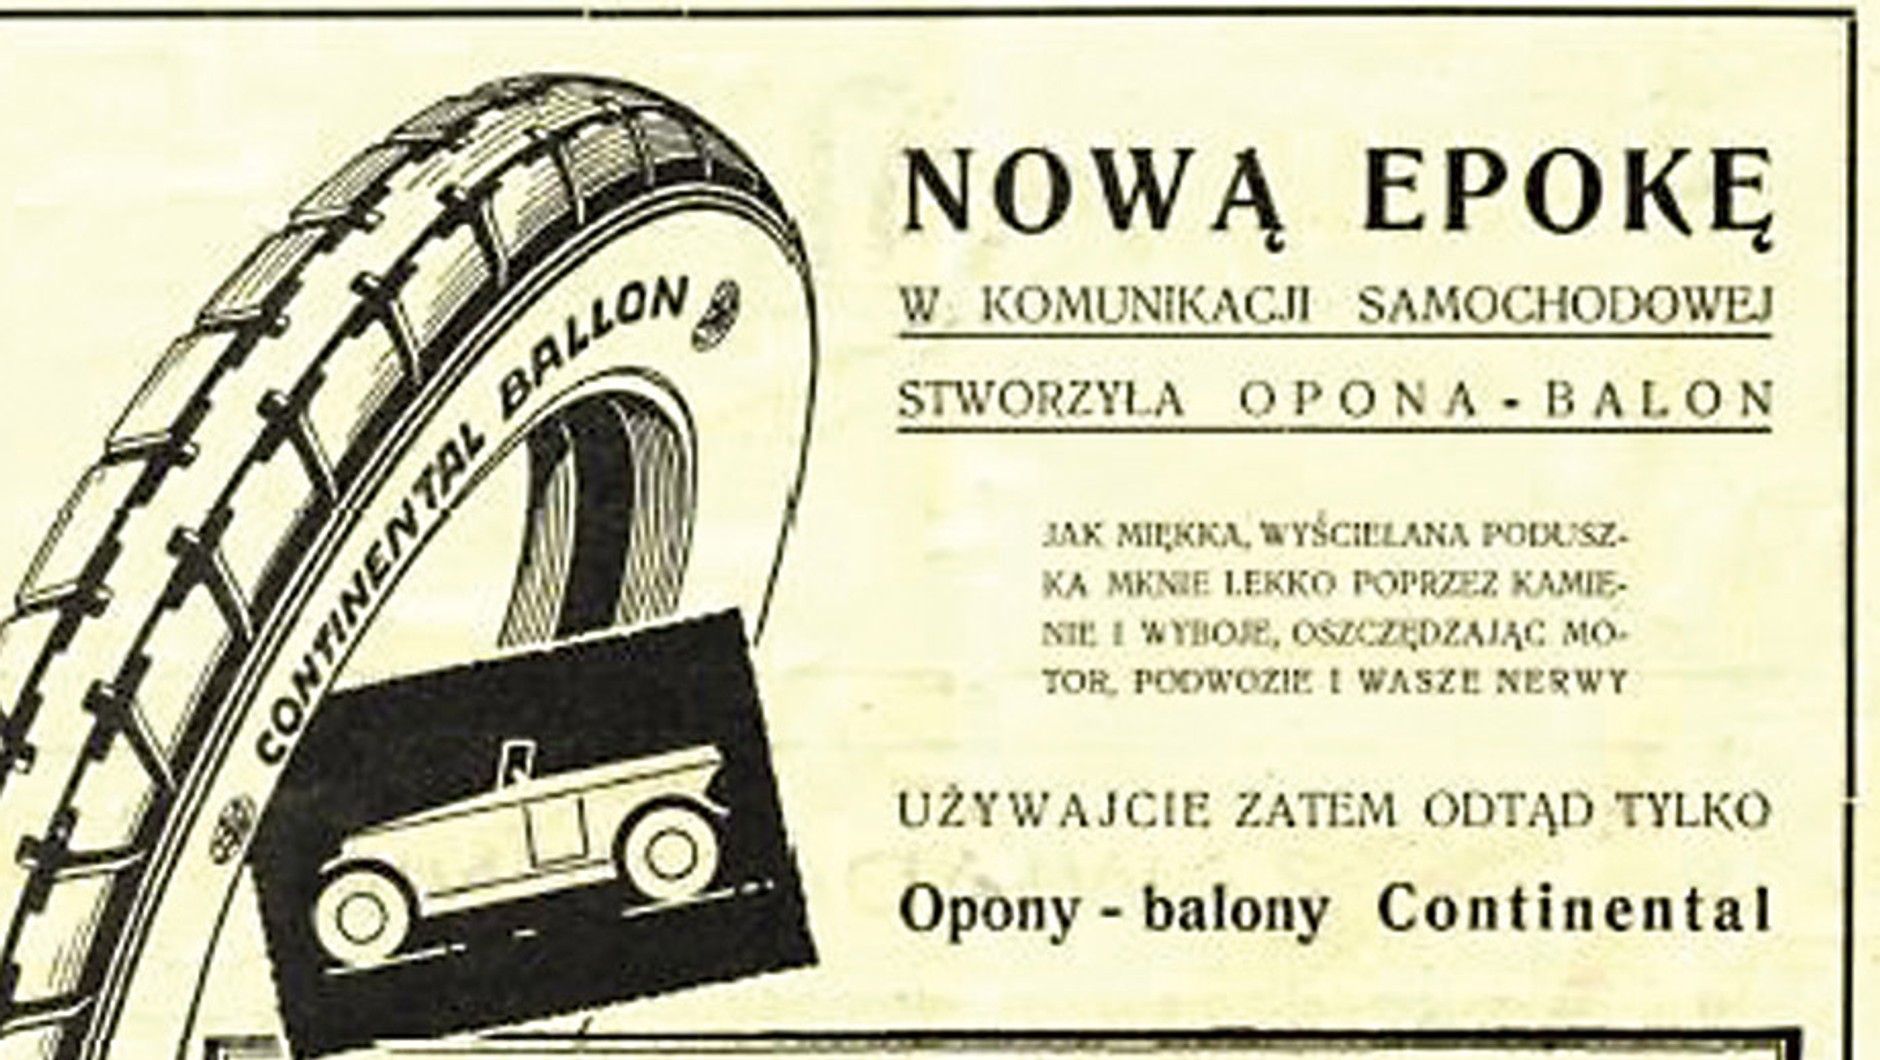 CONTINENTAL BALLON
NOWĄ EPOKĘ
W KOMUNIKACJI SAMOCHODOWEJ
STWORZYŁA OPONA - BALON
JAK MIĘKKA, WYŚCIELANA PODUSZ-
KA MKNIE LEKKO POPRZEZ KAMIE-
NIE I WYBOJE, OSZCZĘDZAJĄC MO-
TOR, PODWOZIE I WASZE NERWY
UŻYWAJCIE ZATEM ODTĄD TYLKO
Opony - balony Continental